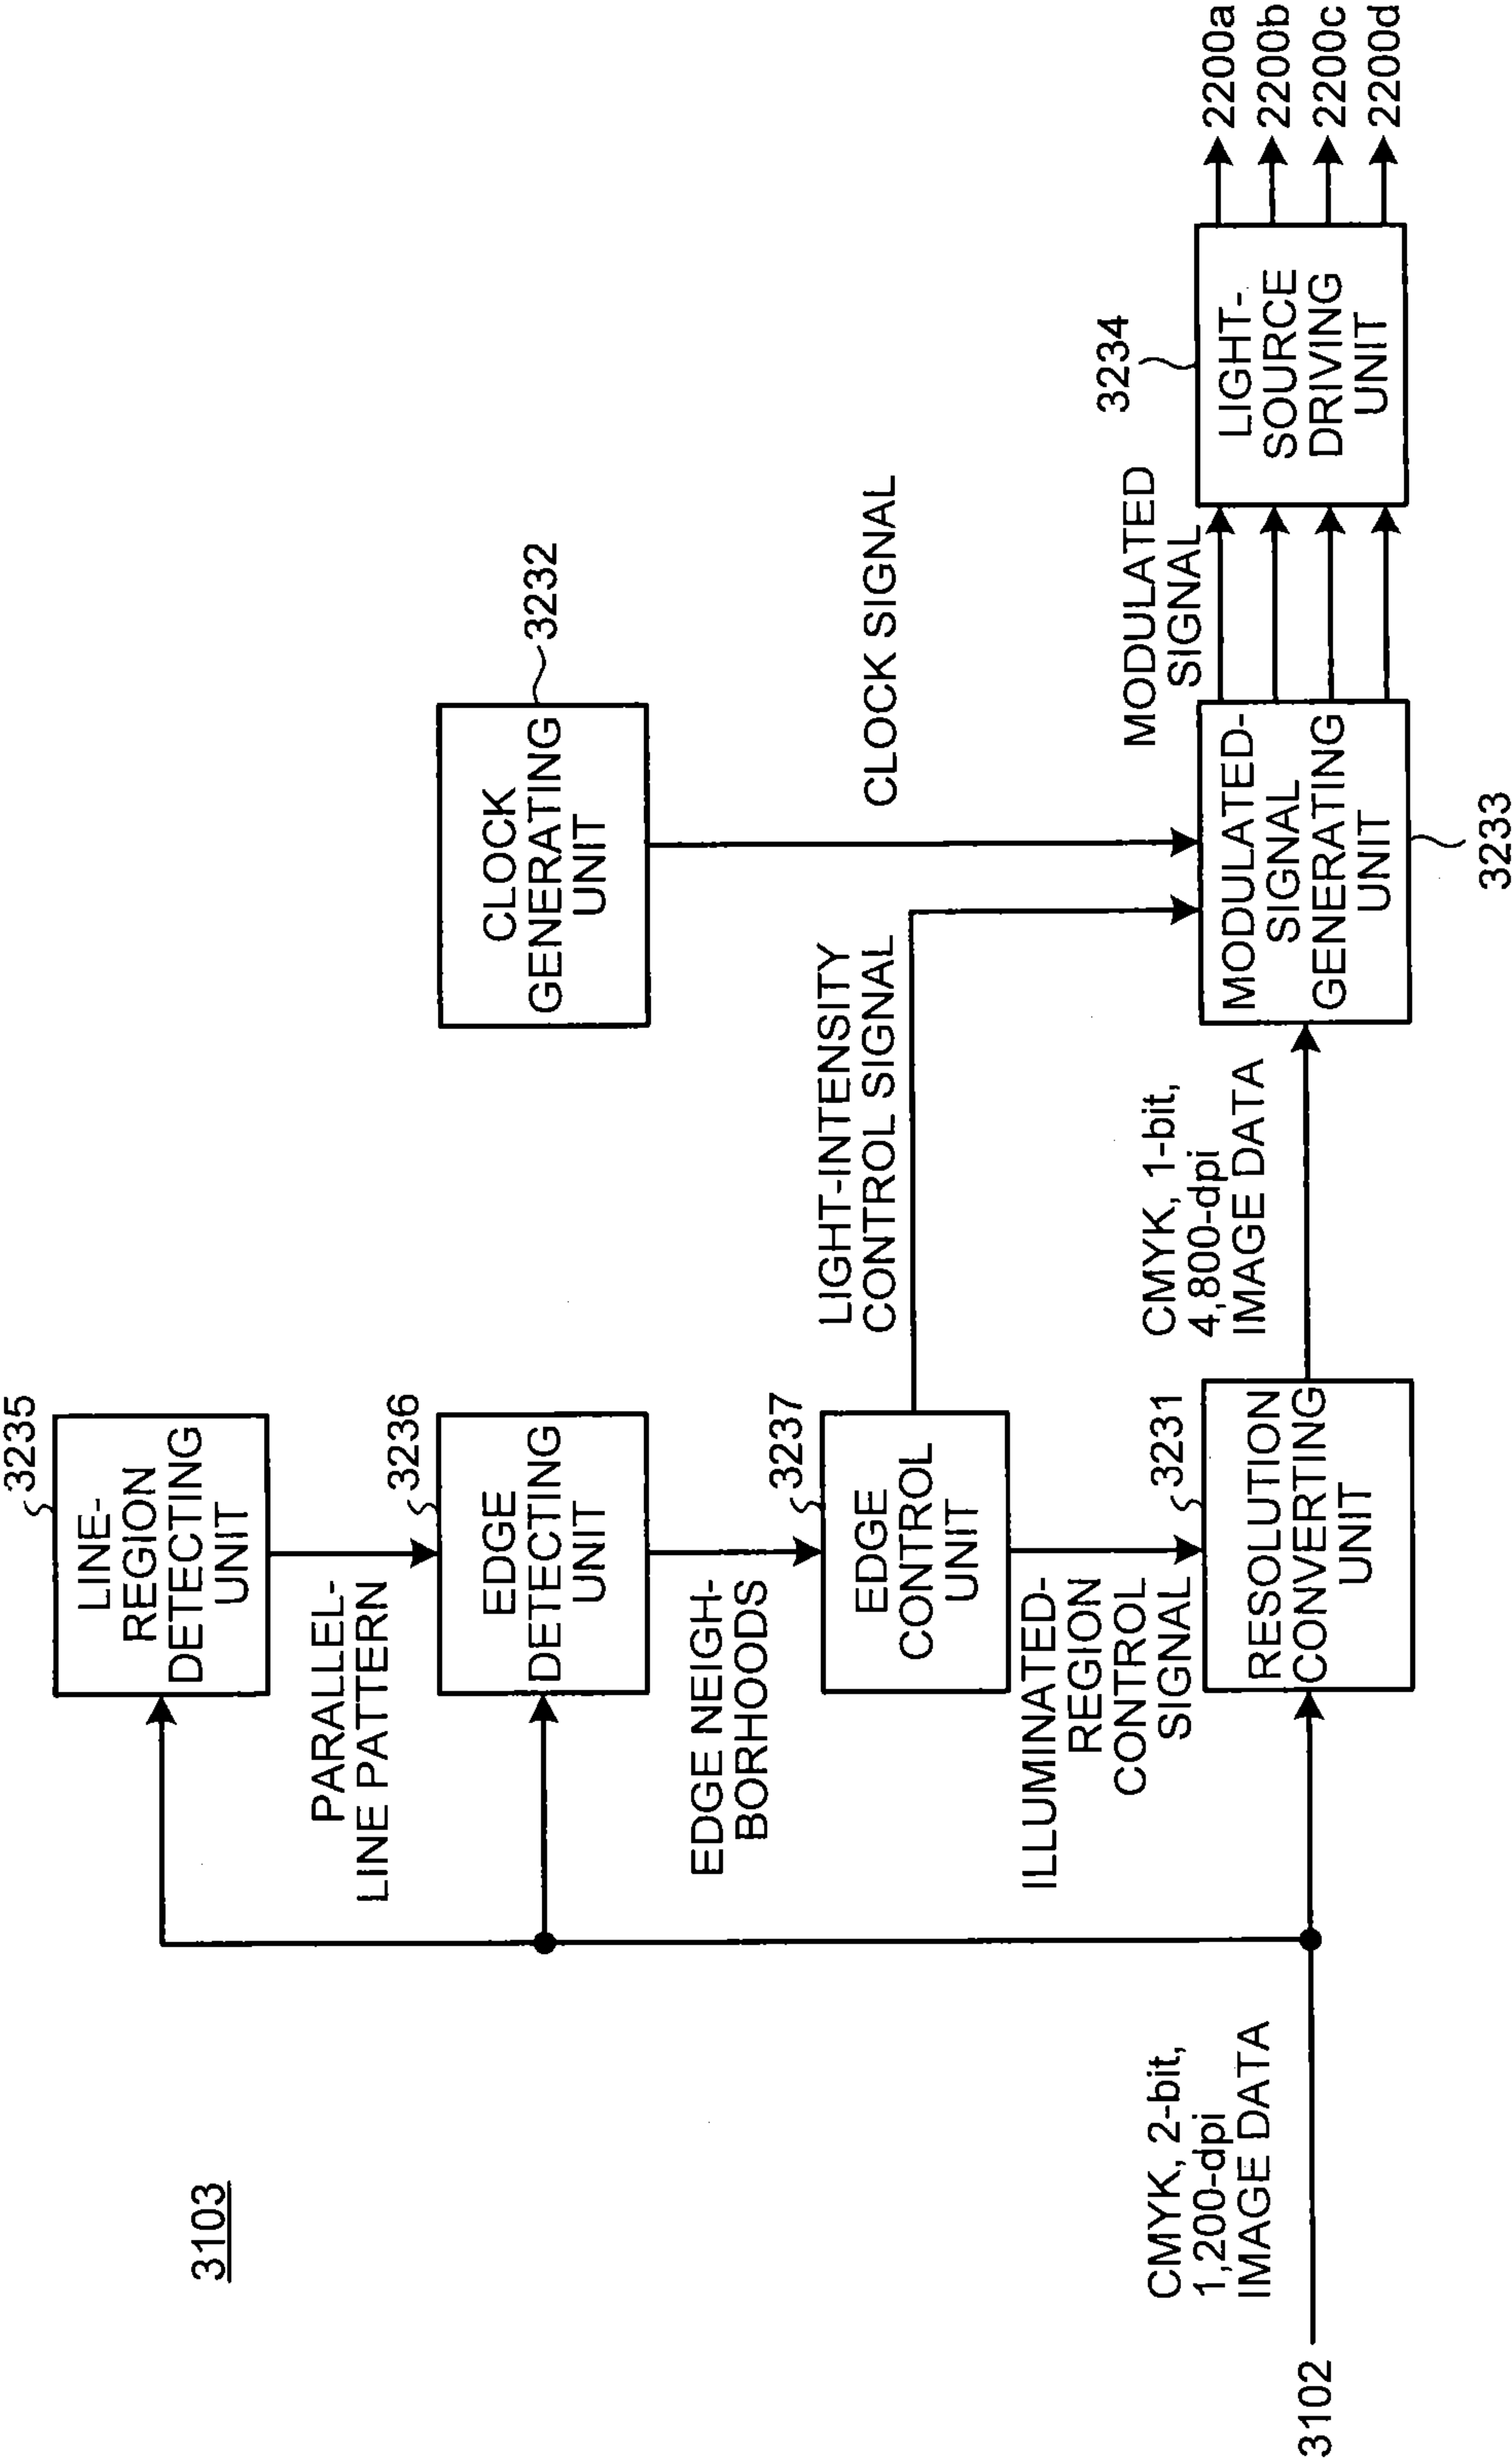 3103
3235
LINE-
REGION
DETECTING
UNIT
PARALLEL-
LINE PATTERN
3236
EDGE
DETECTING
UNIT
EDGE NEIGH-
BORHOODS
3237
EDGE
CONTROL
UNIT
ILLUMINATED-
REGION
CONTROL
SIGNAL
3231
RESOLUTION
CONVERTING
UNIT
3102
CMYK, 2-bit,
1,200-dpi
IMAGE DATA
CMYK, 1-bit,
4,800-dpi
IMAGE DATA
LIGHT-INTENSITY
CONTROL SIGNAL
CLOCK
GENERATING
UNIT
3232
CLOCK SIGNAL
MODULATED-
SIGNAL
GENERATING
UNIT
3233
MODULATED
SIGNAL
3234
LIGHT-
SOURCE
DRIVING
UNIT
2200a
2200b
2200c
2200d